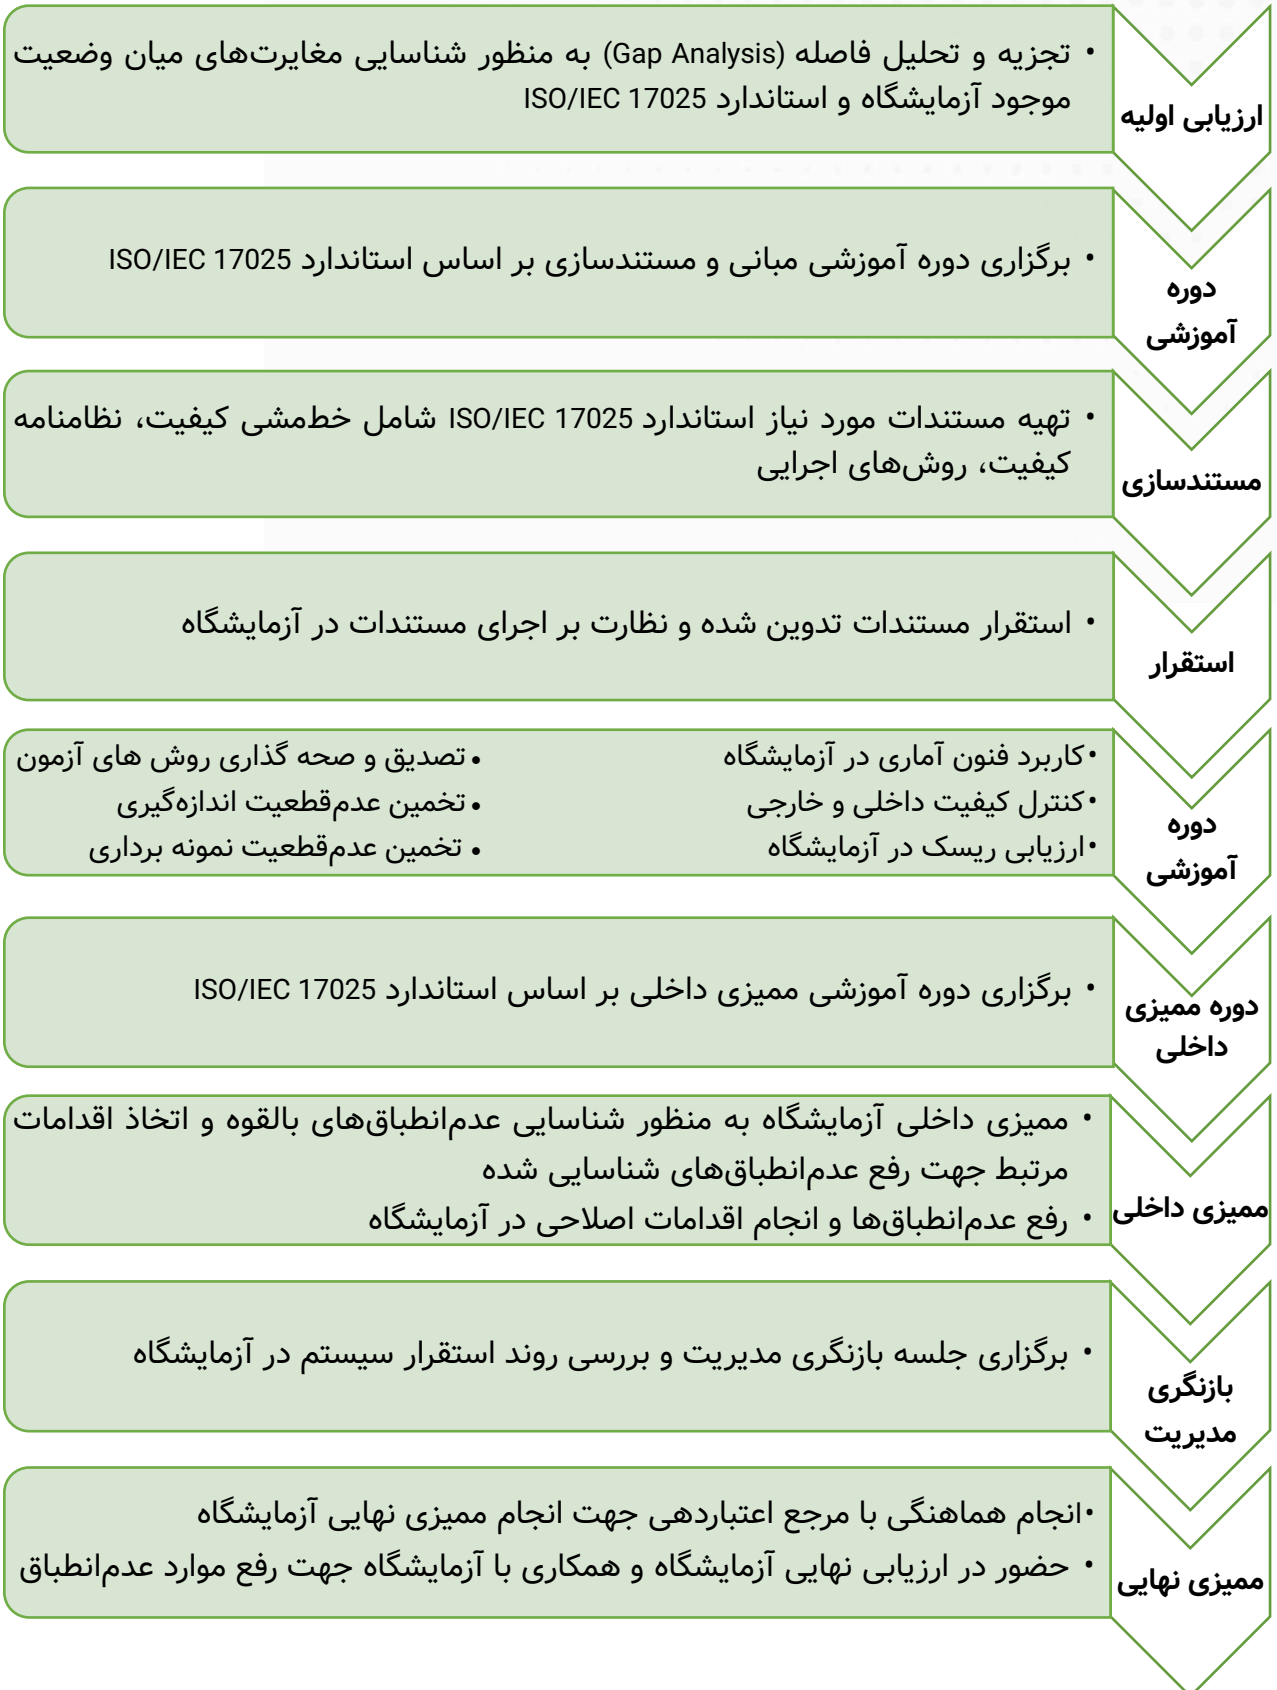 ارزیابی اولیه
• تجزیه و تحلیل فاصله (Gap Analysis) به منظور شناسایی مغایرت‌های میان وضعیت
موجود آزمایشگاه و استاندارد ISO/IEC 17025
دوره
آموزشی
• برگزاری دوره آموزشی مبانی و مستندسازی بر اساس استاندارد ISO/IEC 17025
مستندسازی
• تهیه مستندات مورد نیاز استاندارد ISO/IEC 17025 شامل خط‌مشی کیفیت، نظامنامه
کیفیت، روش‌های اجرایی
استقرار
• استقرار مستندات تدوین شده و نظارت بر اجرای مستندات در آزمایشگاه
دوره
آموزشی
•کاربرد فنون آماری در آزمایشگاه
•کنترل کیفیت داخلی و خارجی
•ارزیابی ریسک در آزمایشگاه
• تصدیق و صحه گذاری روش های آزمون
• تخمین عدم‌قطعیت اندازه‌گیری
• تخمین عدم‌قطعیت نمونه برداری
دوره ممیزی
داخلی
• برگزاری دوره آموزشی ممیزی داخلی بر اساس استاندارد ISO/IEC 17025
ممیزی داخلی
• ممیزی داخلی آزمایشگاه به منظور شناسایی عدم‌انطباق‌های بالقوه و اتخاذ اقدامات
مرتبط جهت رفع عدم‌انطباق‌های شناسایی شده
• رفع عدم‌انطباق‌ها و انجام اقدامات اصلاحی در آزمایشگاه
بازنگری
مدیریت
• برگزاری جلسه بازنگری مدیریت و بررسی روند استقرار سیستم در آزمایشگاه
ممیزی نهایی
•انجام هماهنگی با مرجع اعتباردهی جهت انجام ممیزی نهایی آزمایشگاه
• حضور در ارزیابی نهایی آزمایشگاه و همکاری با آزمایشگاه جهت رفع موارد عدم‌انطباق